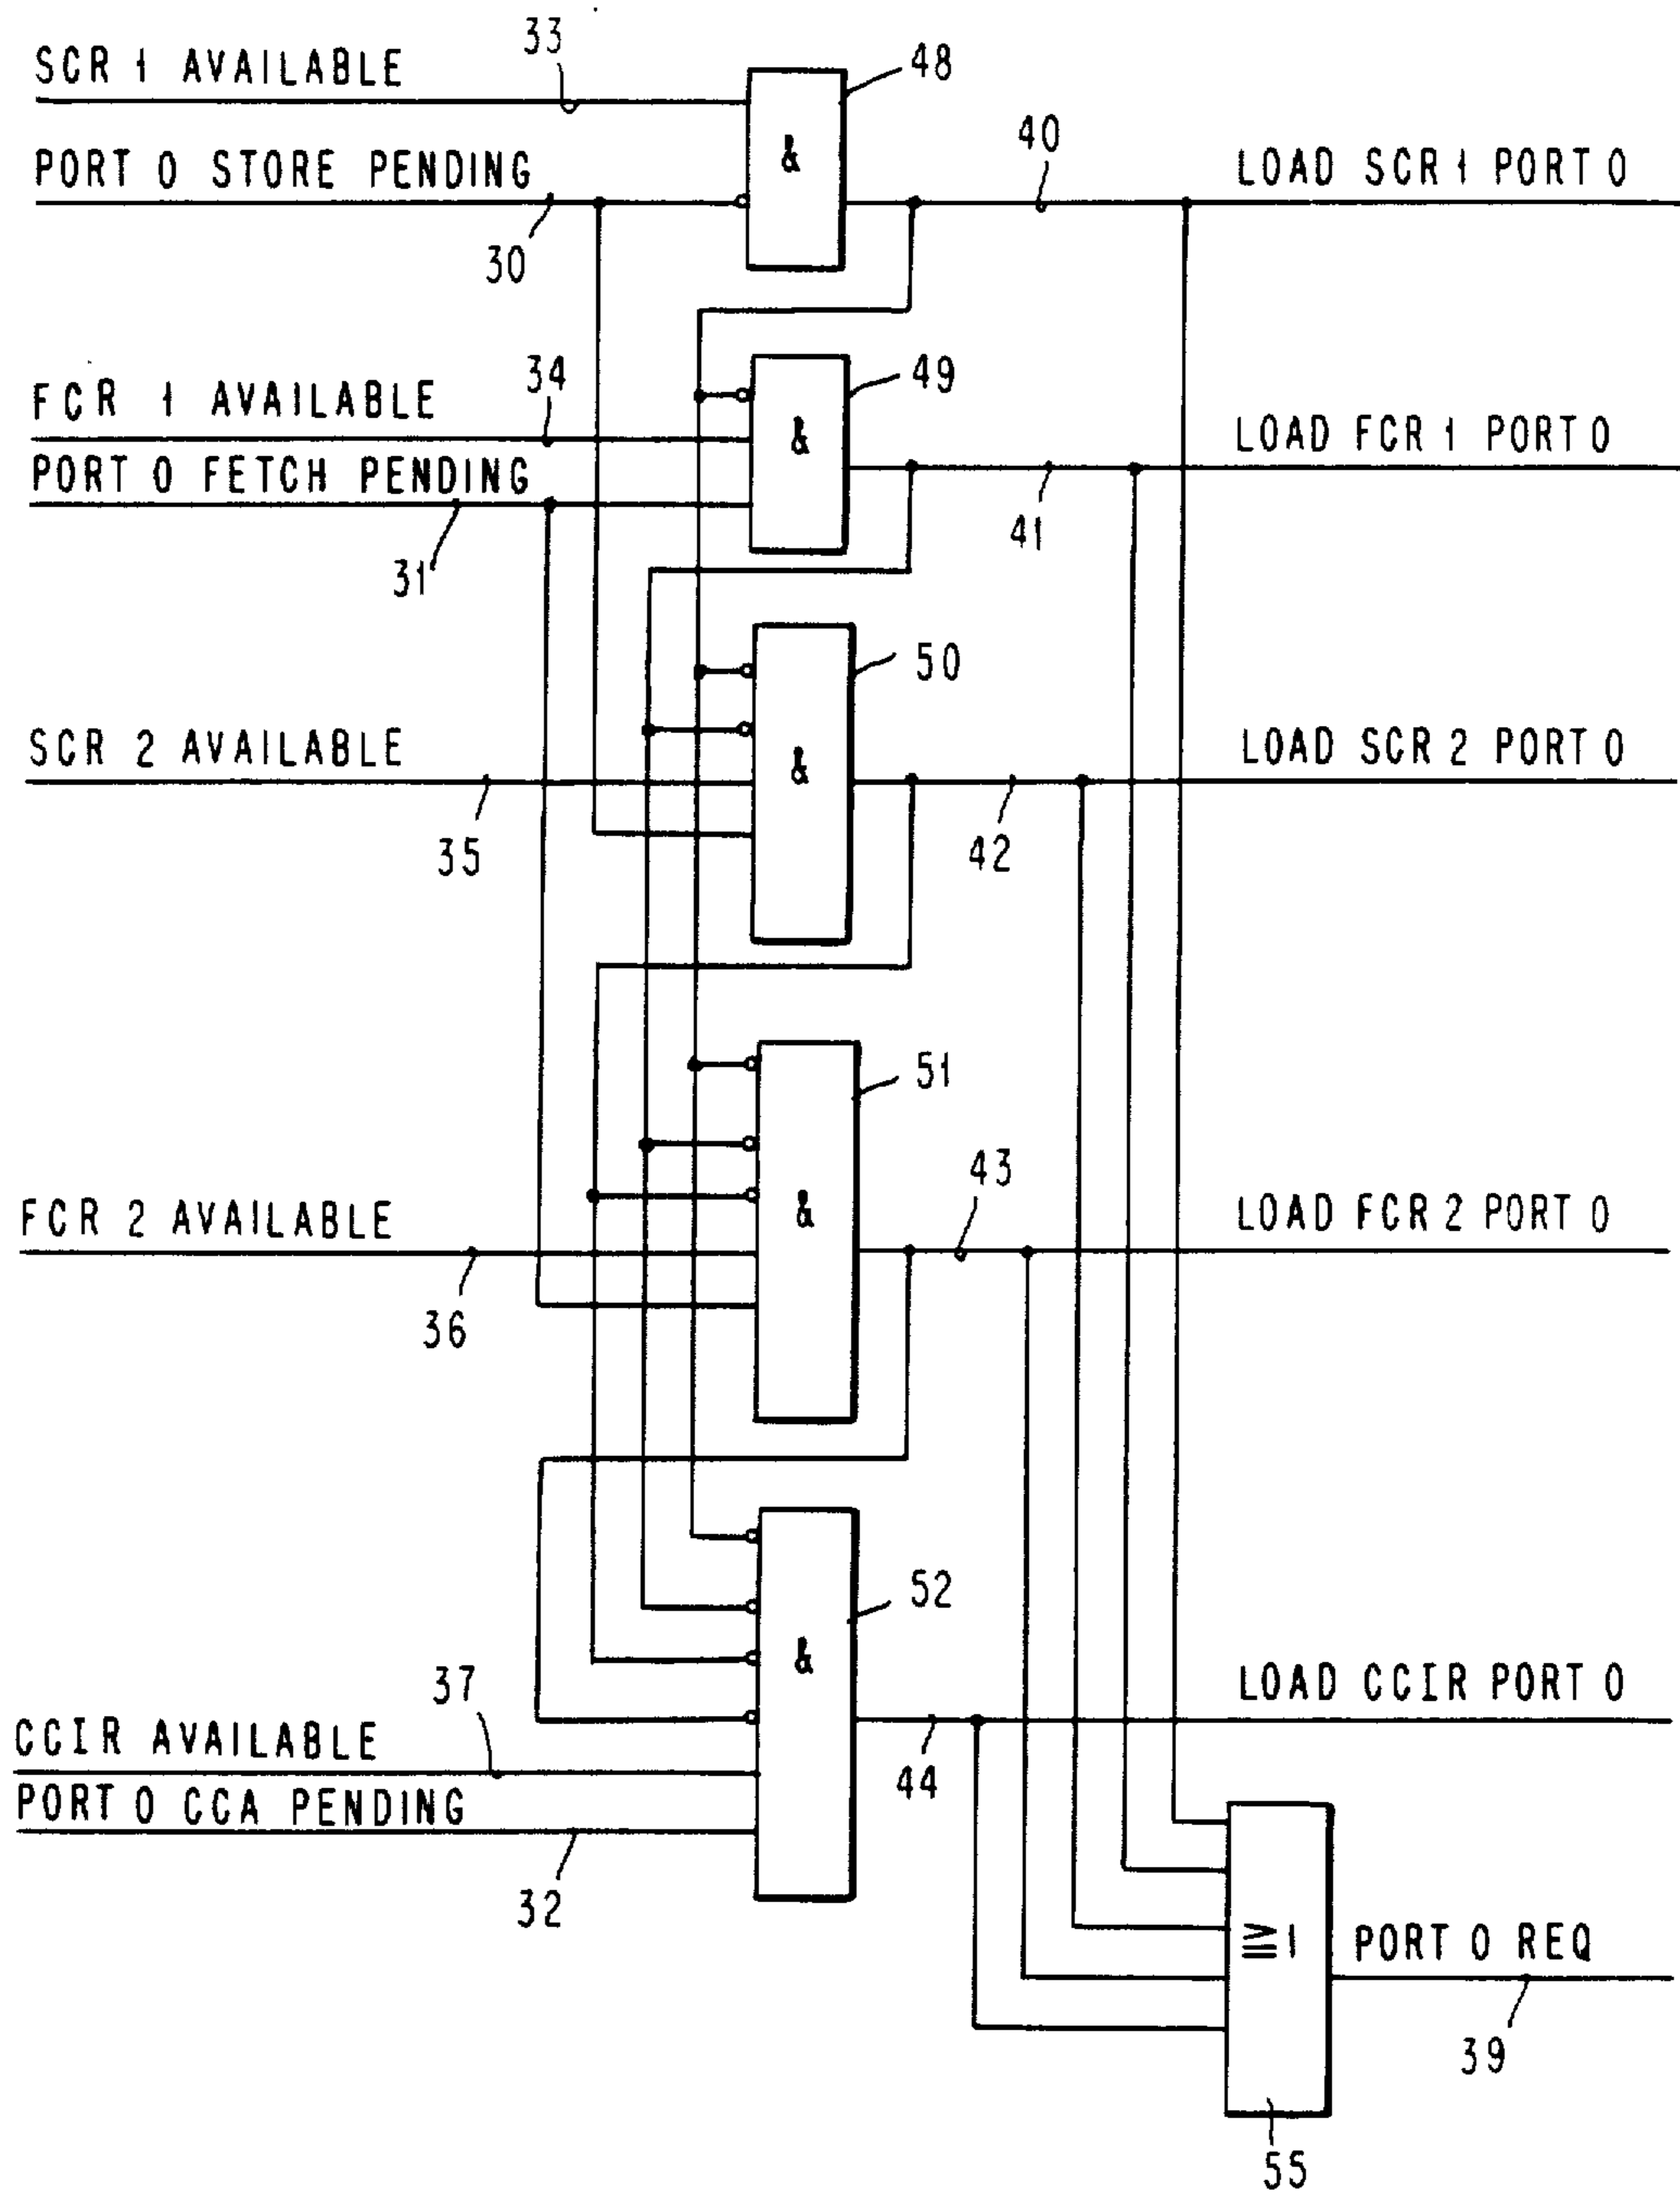 33
SCR 1 AVAILABLE
48
&
40
PORT 0 STORE PENDING
LOAD SCR 1 PORT 0
30
34
49
FCR 1 AVAILABLE
&
LOAD FCR 1 PORT 0
PORT 0 FETCH PENDING
41
31
50
SCR 2 AVAILABLE
&
LOAD SCR 2 PORT 0
35
42
51
43
FCR 2 AVAILABLE
&
LOAD FCR 2 PORT 0
36
52
&
37
LOAD CCIR PORT 0
CCIR AVAILABLE
44
PORT 0 CCA PENDING
32
≥1
PORT 0 REQ
39
55